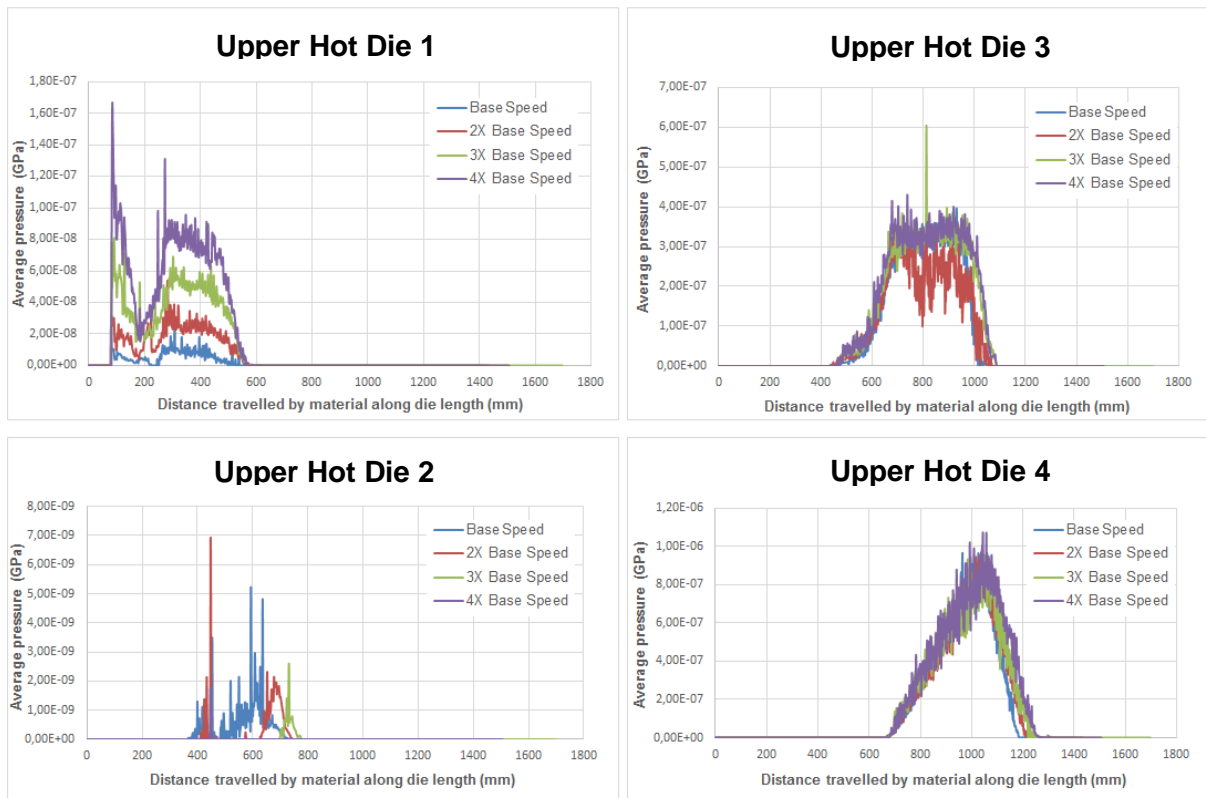 Upper Hot Die 1
1,80E-07
1,60E-07
1,40E-07
1,20E-07
1,00E-07
8,00E-08
6,00E-08
4,00E-08
2,00E-08
0,00E+00
Average pressure (GPa)
Base Speed
2X Base Speed
3X Base Speed
4X Base Speed
0 200 400 600 800 1000 1200 1400 1600 1800
Distance travelled by material along die length (mm)
Upper Hot Die 3
7,00E-07
6,00E-07
5,00E-07
4,00E-07
3,00E-07
2,00E-07
1,00E-07
0,00E+00
Average pressure (GPa)
Base Speed
2X Base Speed
3X Base Speed
4X Base Speed
0 200 400 600 800 1000 1200 1400 1600 1800
Distance travelled by material along die length (mm)
Upper Hot Die 2
8,00E-09
7,00E-09
6,00E-09
5,00E-09
4,00E-09
3,00E-09
2,00E-09
1,00E-09
0,00E+00
Average pressure (GPa)
Base Speed
2X Base Speed
3X Base Speed
4X Base Speed
0 200 400 600 800 1000 1200 1400 1600 1800
Distance travelled by material along die length (mm)
Upper Hot Die 4
1,20E-06
1,00E-06
8,00E-07
6,00E-07
4,00E-07
2,00E-07
0,00E+00
Average pressure (GPa)
Base Speed
2X Base Speed
3X Base Speed
4X Base Speed
0 200 400 600 800 1000 1200 1400 1600 1800
Distance travelled by material along die length (mm)